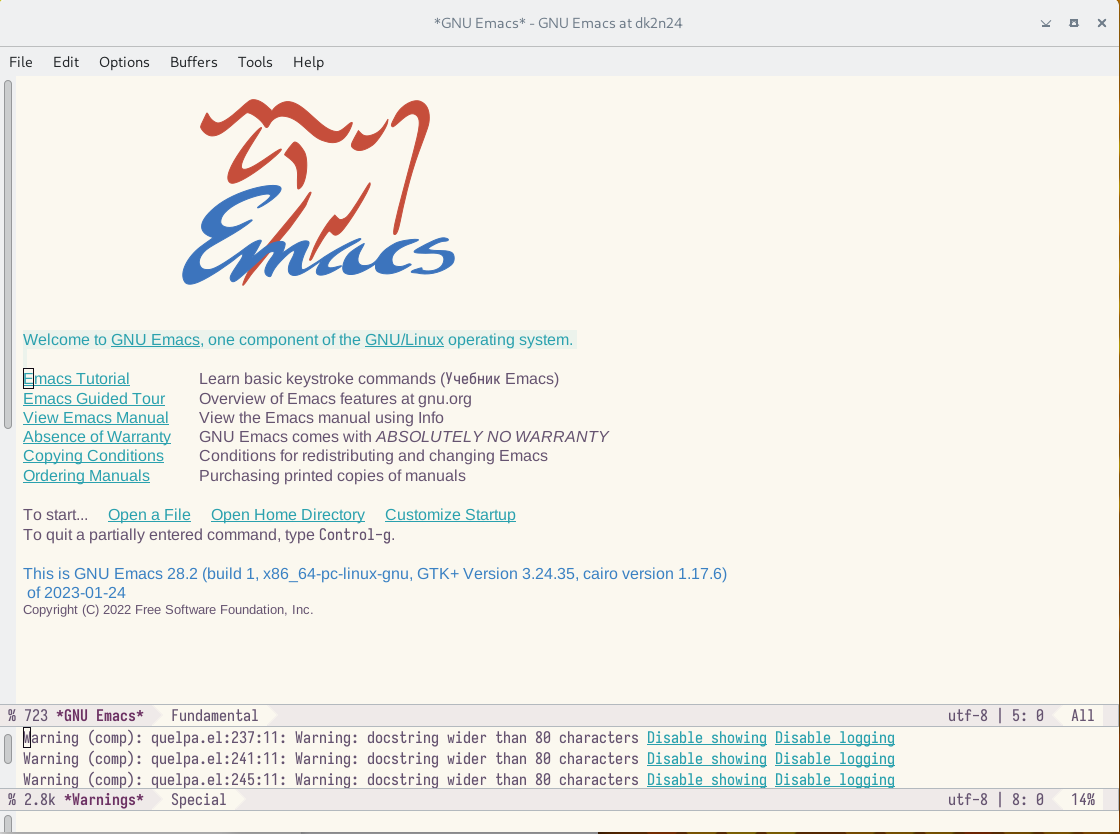 *GNU Emacs* - GNU Emacs at dk2n24
File Edit Options Buffers Tools Help
Emacs
Welcome to GNU Emacs, one component of the GNU/Linux operating system.
Emacs Tutorial Learn basic keystroke commands (Учебник Emacs)
Emacs Guided Tour Overview of Emacs features at gnu.org
View Emacs Manual View the Emacs manual using Info
Absence of Warranty GNU Emacs comes with ABSOLUTELY NO WARRANTY
Copying Conditions Conditions for redistributing and changing Emacs
Ordering Manuals Purchasing printed copies of manuals
To start... Open a File Open Home Directory Customize Startup
To quit a partially entered command, type Control-g.
This is GNU Emacs 28.2 (build 1, x86_64-pc-linux-gnu, GTK+ Version 3.24.35, cairo version 1.17.6)
of 2023-01-24
Copyright (C) 2022 Free Software Foundation, Inc.
% 723 *GNU Emacs* Fundamental utf-8 | 5: 0 All
Warning (comp): quelpa.el:237:11: Warning: docstring wider than 80 characters Disable showing Disable logging
Warning (comp): quelpa.el:241:11: Warning: docstring wider than 80 characters Disable showing Disable logging
Warning (comp): quelpa.el:245:11: Warning: docstring wider than 80 characters Disable showing Disable logging
% 2.8k *Warnings* Special utf-8 | 8: 0 14%